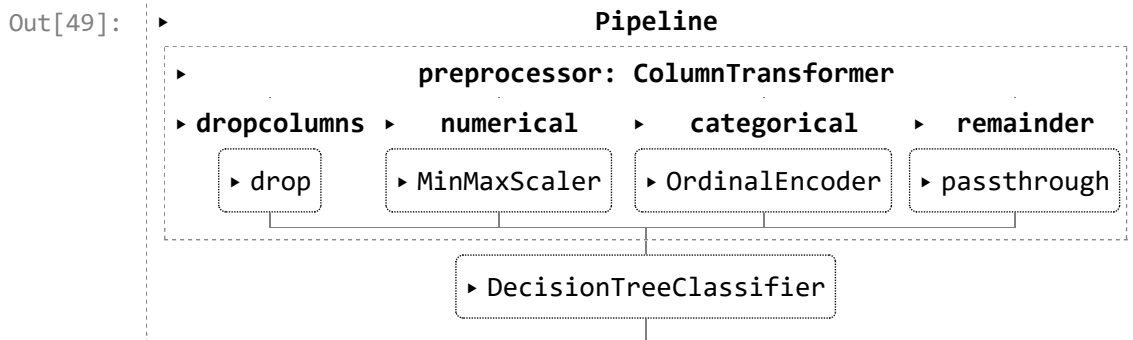 Out[49]: ▸ Pipeline
▸ preprocessor: ColumnTransformer
▸ dropcolumns ▸ numerical ▸ categorical ▸ remainder
▸ drop ▸ MinMaxScaler ▸ OrdinalEncoder ▸ passthrough
▸ DecisionTreeClassifier